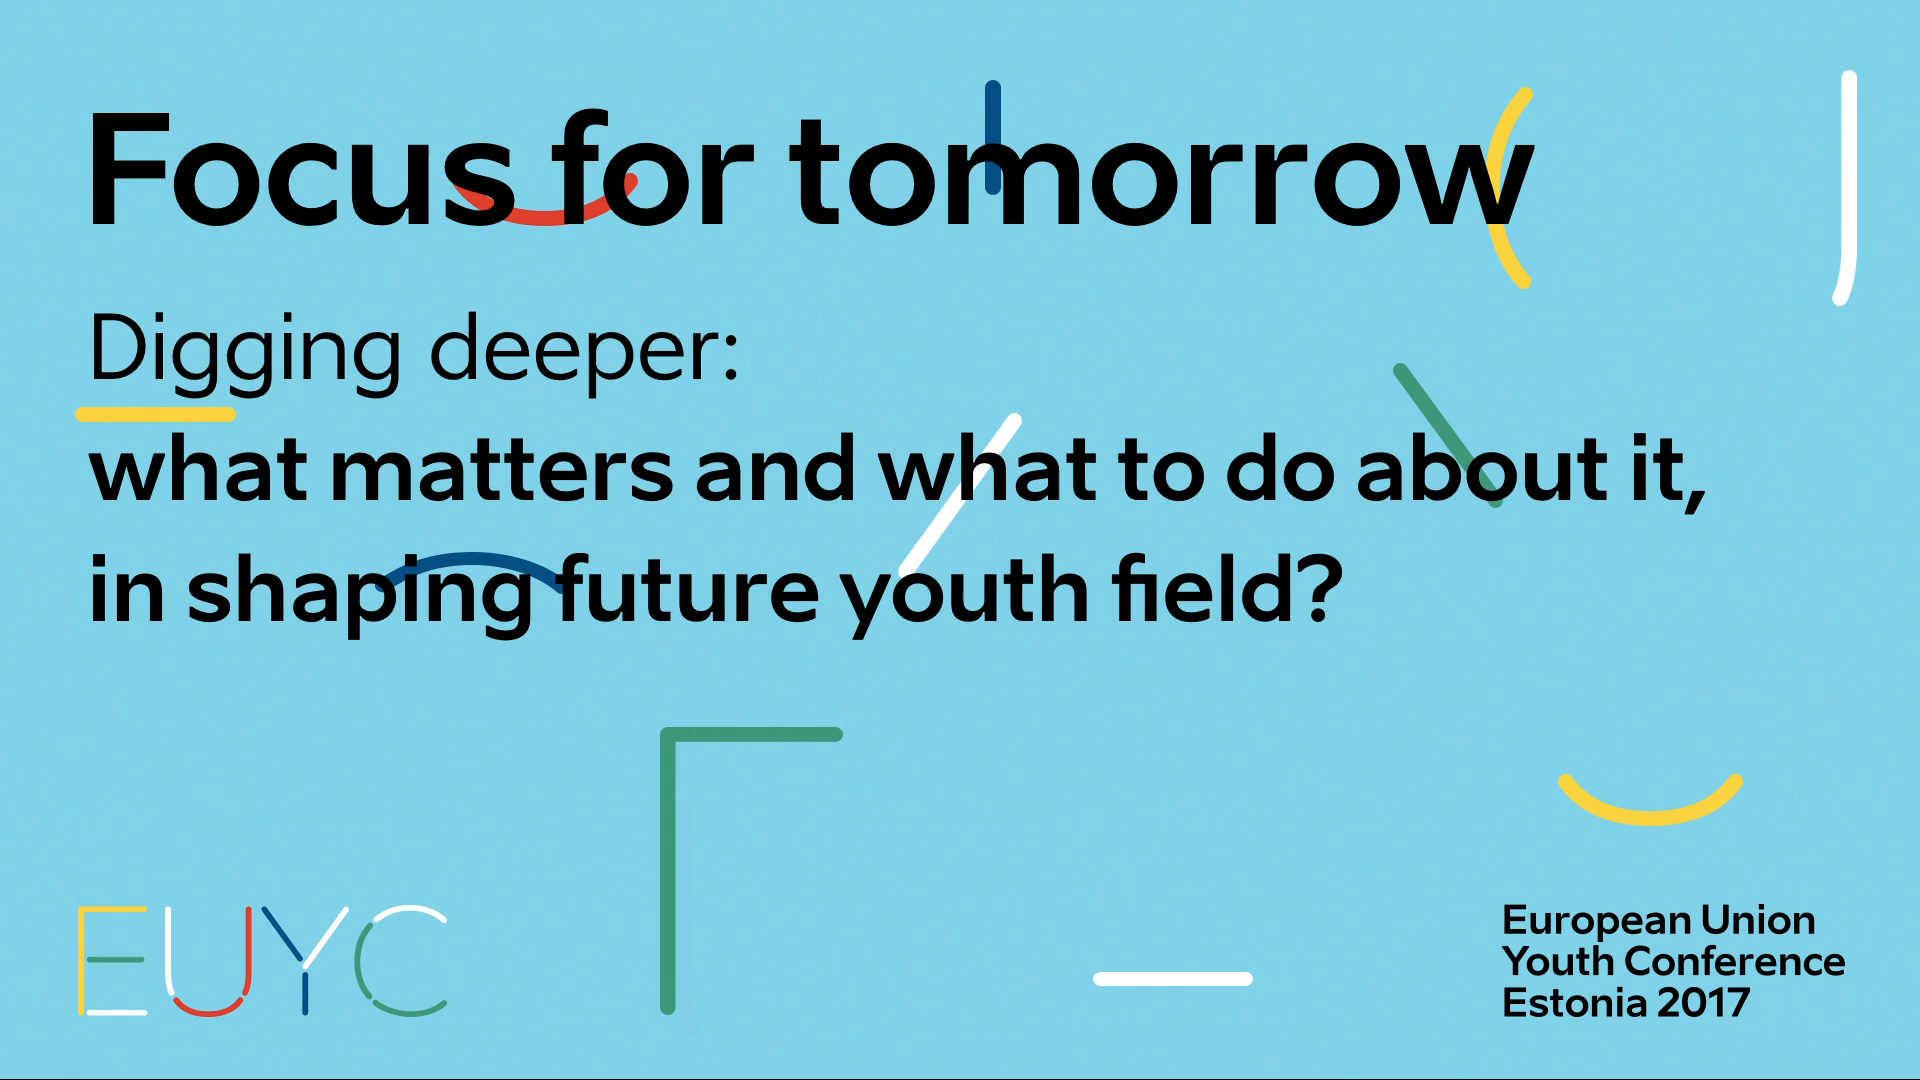 Focus for tomorrow
Digging deeper:
what matters and what to do about it,
in shaping future youth field?
EUYC
European Union
Youth Conference
Estonia 2017